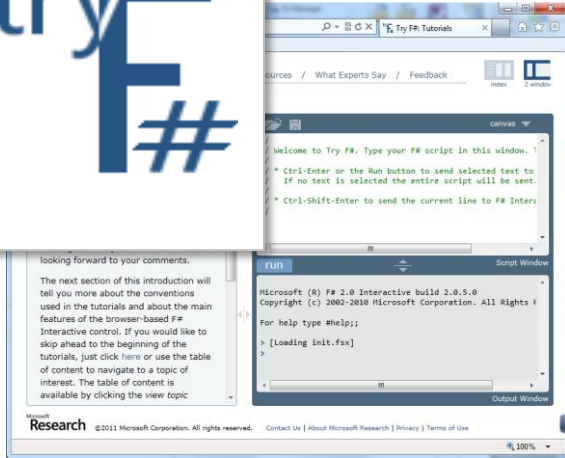 try
F#
Try F#: Tutorials
ources / What Experts Say / Feedback
index
2 window
canvas
Welcome to Try F#. Type your F# script in this window.
* Ctrl-Enter or the Run button to send selected text to
If no text is selected the entire script will be sent.
* Ctrl-Shift-Enter to send the current line to F# Intera
looking forward to your comments.
The next section of this introduction will
tell you more about the conventions
used in the tutorials and about the main
features of the browser-based F#
Interactive control. If you would like to
skip ahead to the beginning of the
tutorials, just click here or use the table
of content to navigate to a topic of
interest. The table of content is
available by clicking the view topic
run
Script Window
Microsoft (R) F# 2.0 Interactive build 2.0.5.0
Copyright (c) 2002-2010 Microsoft Corporation. All Rights
For help type #help;;
> [Loading init.fsx]
>
Output Window
Microsoft
Research ©2011 Microsoft Corporation. All rights reserved. Contact Us | About Microsoft Research | Privacy | Terms of Use
100%